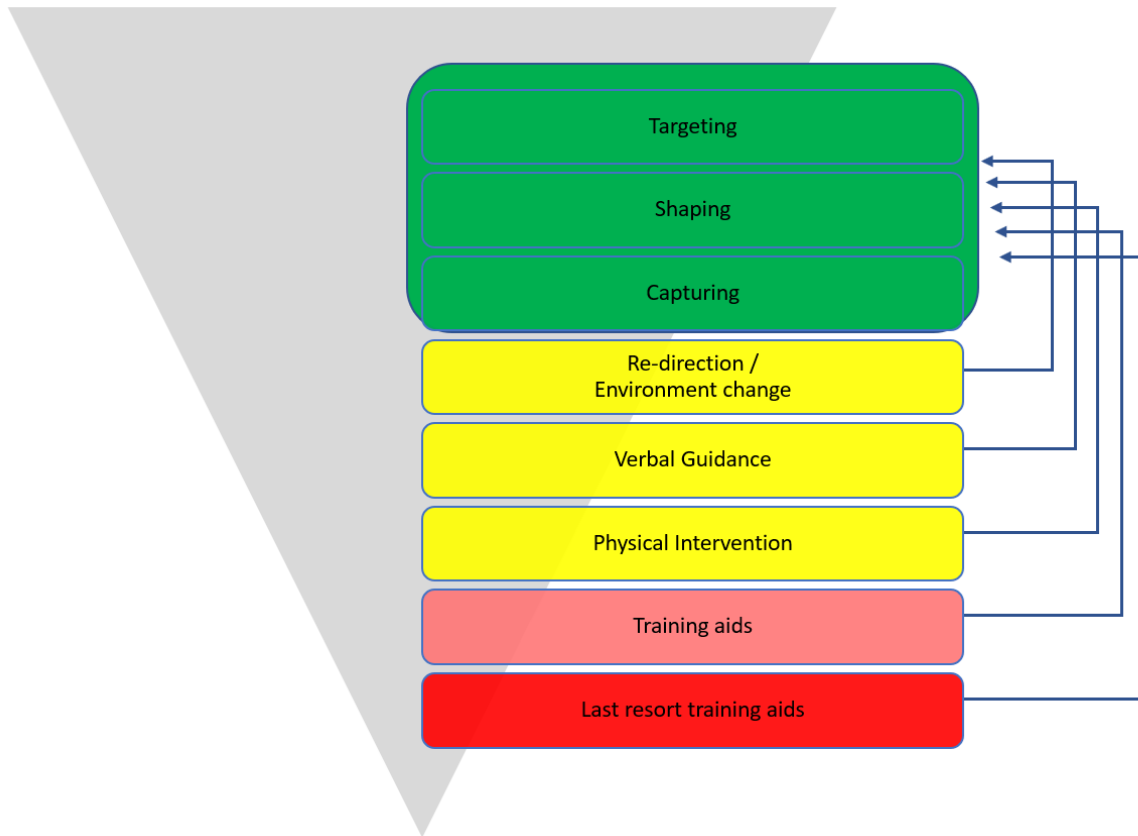 Targeting
Shaping
Capturing
Re-direction /
Environment change
Verbal Guidance
Physical Intervention
Training aids
Last resort training aids